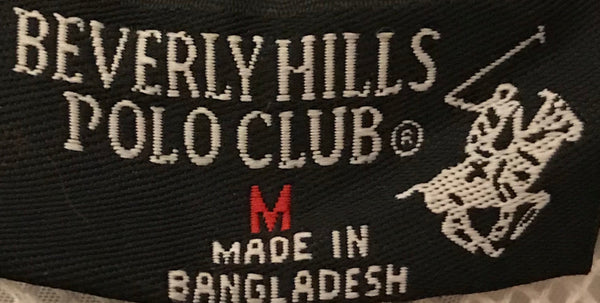 BEVERLY HILLS
POLO CLUB®
M
MADE IN
BANGLADESH